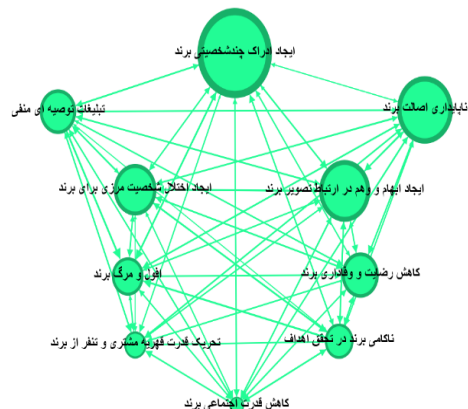 ایجاد ادراک چندشخصیتی برند
ناپایداری اصالت برند
تبلیغات توصیه ای منفی
ایجاد اختلال شخصیت مرزی برای برند
ایجاد ابهام و وهم در ارتباط تصویر برند
افول و مرگ برند
کاهش رضایت و وفاداری برند
تحریک قدرت قهریه مشتری و تنفر از برند
ناکامی برند در تحقق اهداف
کاهش قدرت اجتماعی برند